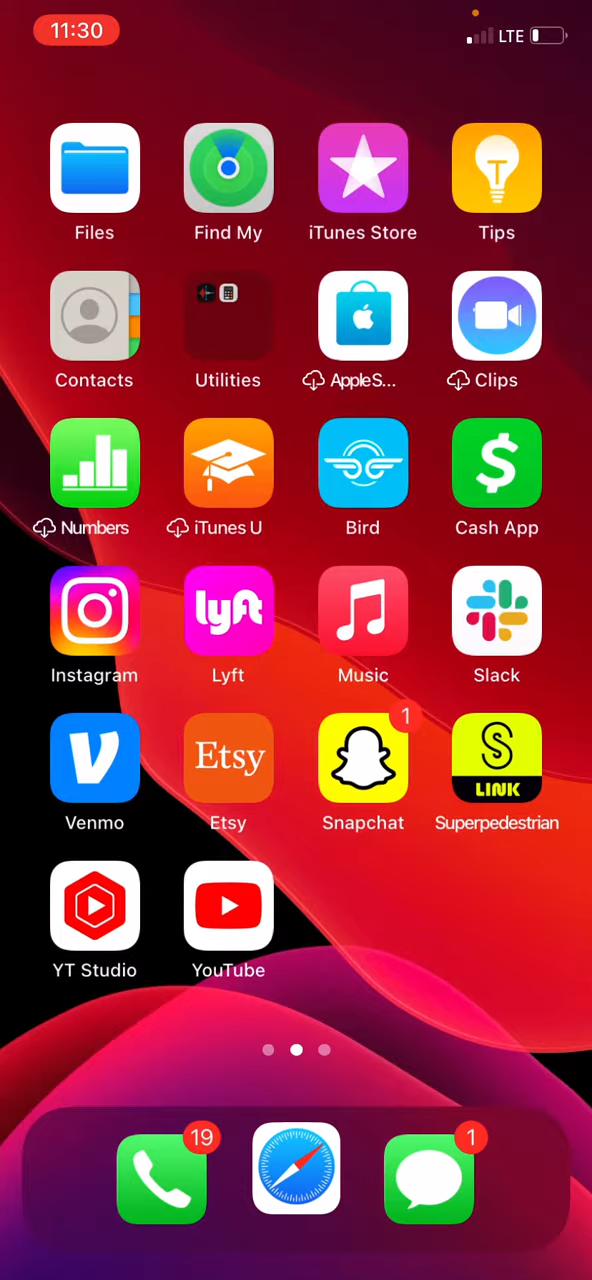 11:30 LTE
Files Find My iTunes Store Tips
Contacts Utilities Apple S... Clips
Numbers iTunes U Bird Cash App
lyft
Instagram Lyft Music Slack
1
Etsy LINK
Venmo Etsy Snapchat Superpedestrian
YT Studio YouTube
19 1